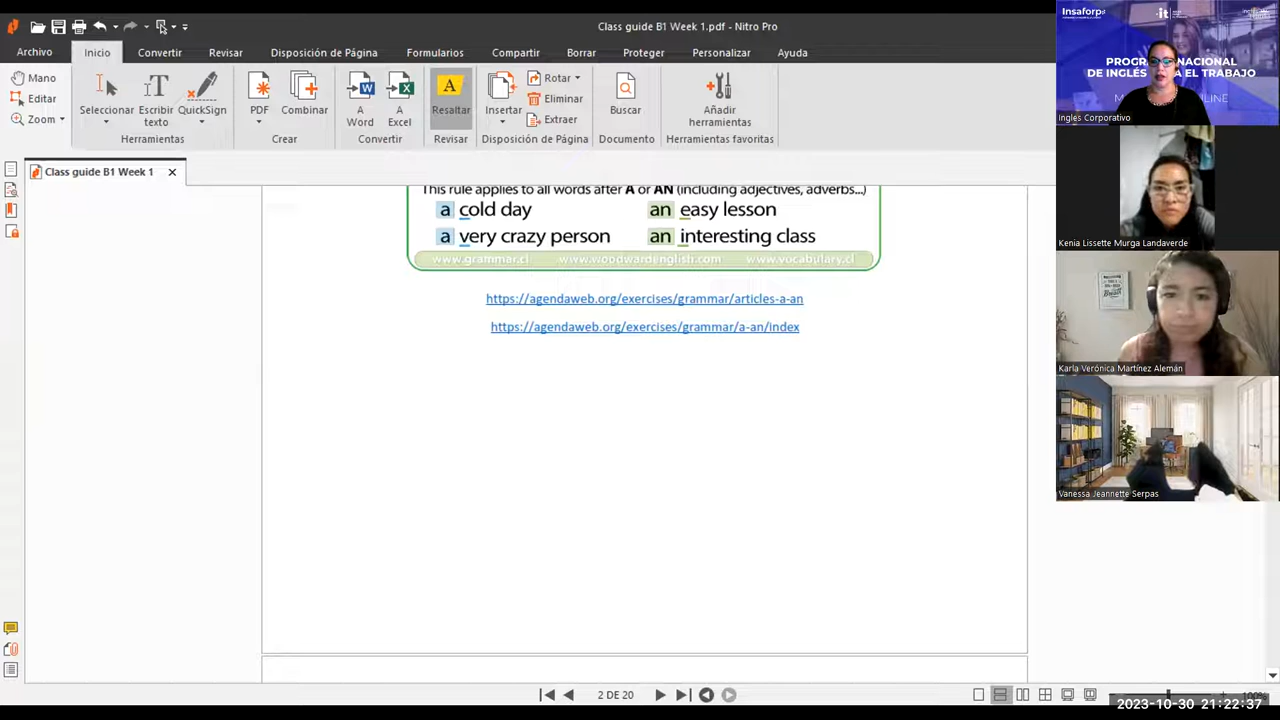 Class guide B1 Week 1.pdf - Nitro Pro
Archivo Inicio Convertir Revisar Disposición de Página Formularios Compartir Borrar Proteger Personalizar Ayuda
Mano
Editar
Zoom
Seleccionar
Escribir
texto
QuickSign
Herramientas
PDF
Combinar
Crear
A
Word
A
Excel
Convertir
Resaltar
Revisar
Insertar
Rotar
Eliminar
Extraer
Disposición de Página
Buscar
Documento
Añadir
herramientas
Herramientas favoritas
Class guide B1 Week 1
This rule applies to all words after A or AN (including adjectives, adverbs...)
a cold day an easy lesson
a very crazy person an interesting class
www.grammar.cl www.woodwardenglish.com www.vocabulary.cl
https://agendaweb.org/exercises/grammar/articles-a-an
https://agendaweb.org/exercises/grammar/a-an/index
2 DE 20
100%
2023-10-30 21:22:37
Insaforp
Inglés Corporativo
Kenia Lissette Murga Landaverde
Karla Verónica Martínez Alemán
Vanessa Jeannette Serpas